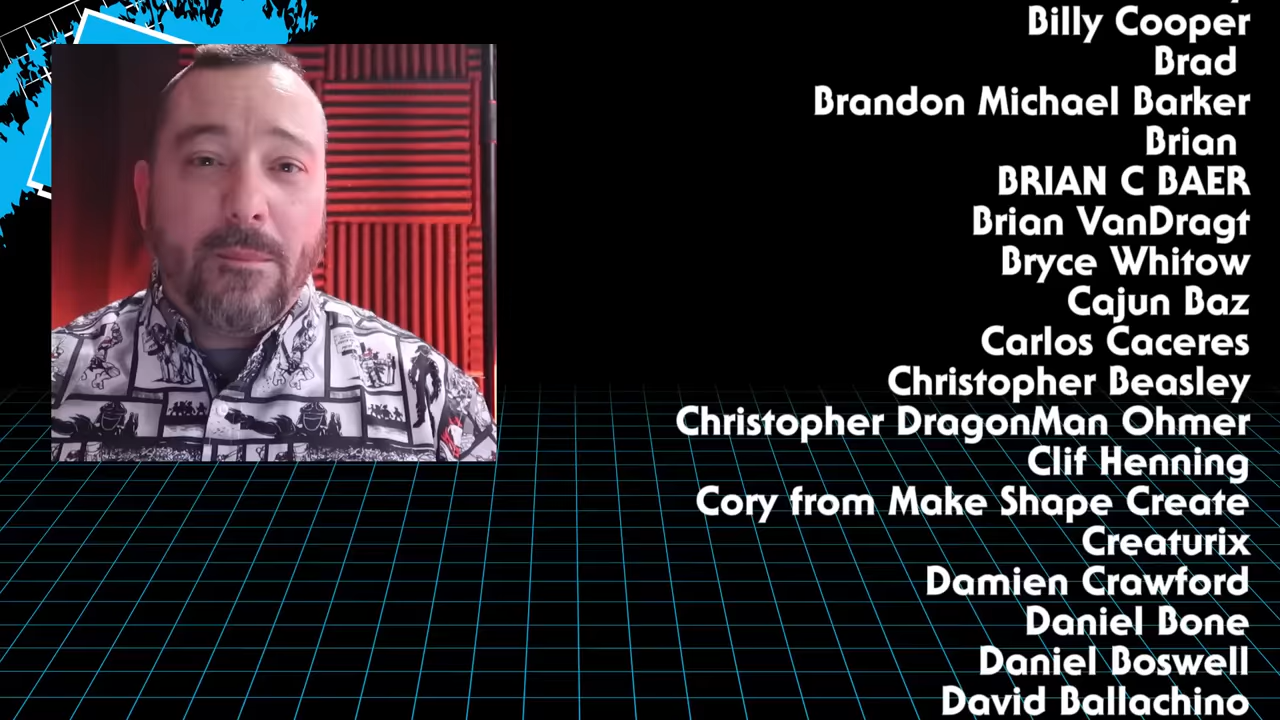 Billy Cooper
Brad
Brandon Michael Barker
Brian
BRIAN C BAER
Brian VanDragt
Bryce Whitow
Cajun Baz
Carlos Caceres
Christopher Beasley
Christopher DragonMan Ohmer
Clif Henning
Cory from Make Shape Create
Creaturix
Damien Crawford
Daniel Bone
Daniel Boswell
David Ballachino